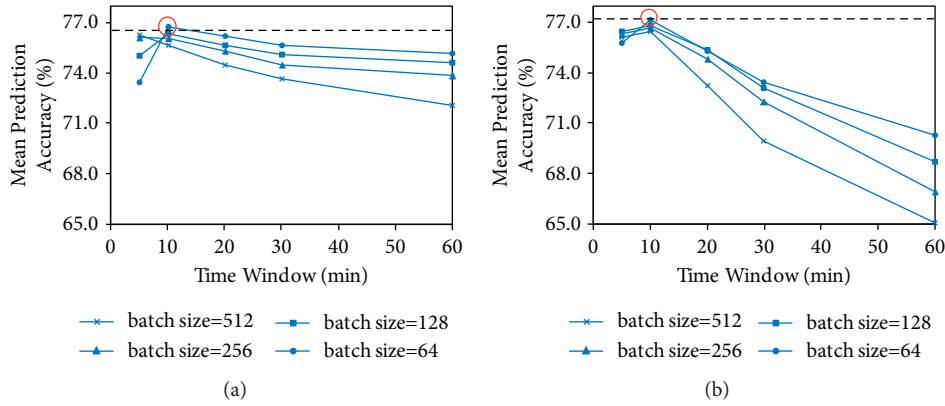 77.0
74.0
71.0
68.0
65.0
Mean Prediction
Accuracy (%)
0 10 20 30 40 50 60
Time Window (min)
batch size=512
batch size=128
batch size=256
batch size=64
(a)
77.0
74.0
71.0
68.0
65.0
Mean Prediction
Accuracy (%)
0 10 20 30 40 50 60
Time Window (min)
batch size=512
batch size=128
batch size=256
batch size=64
(b)